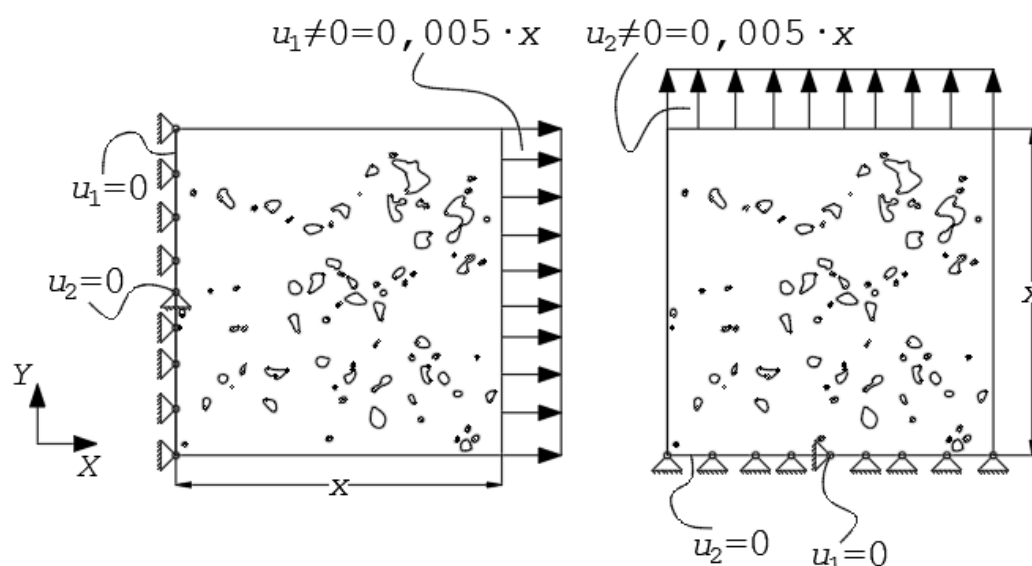 u₁≠0=0,005·x
u₂≠0=0,005·x
u₁=0
u₂=0
x
x
Y
X
u₂=0
u₁=0